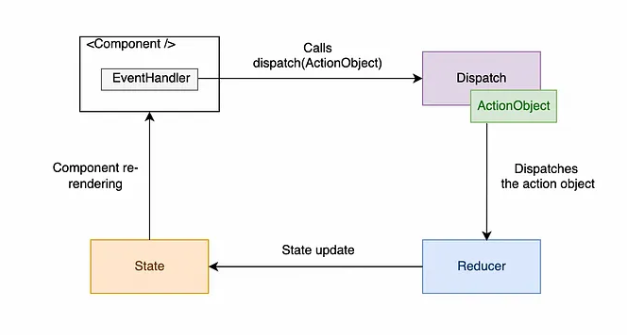 <Component />
EventHandler
Calls
dispatch(ActionObject)
Dispatch
ActionObject
Component re-
rendering
Dispatches
the action object
State
State update
Reducer